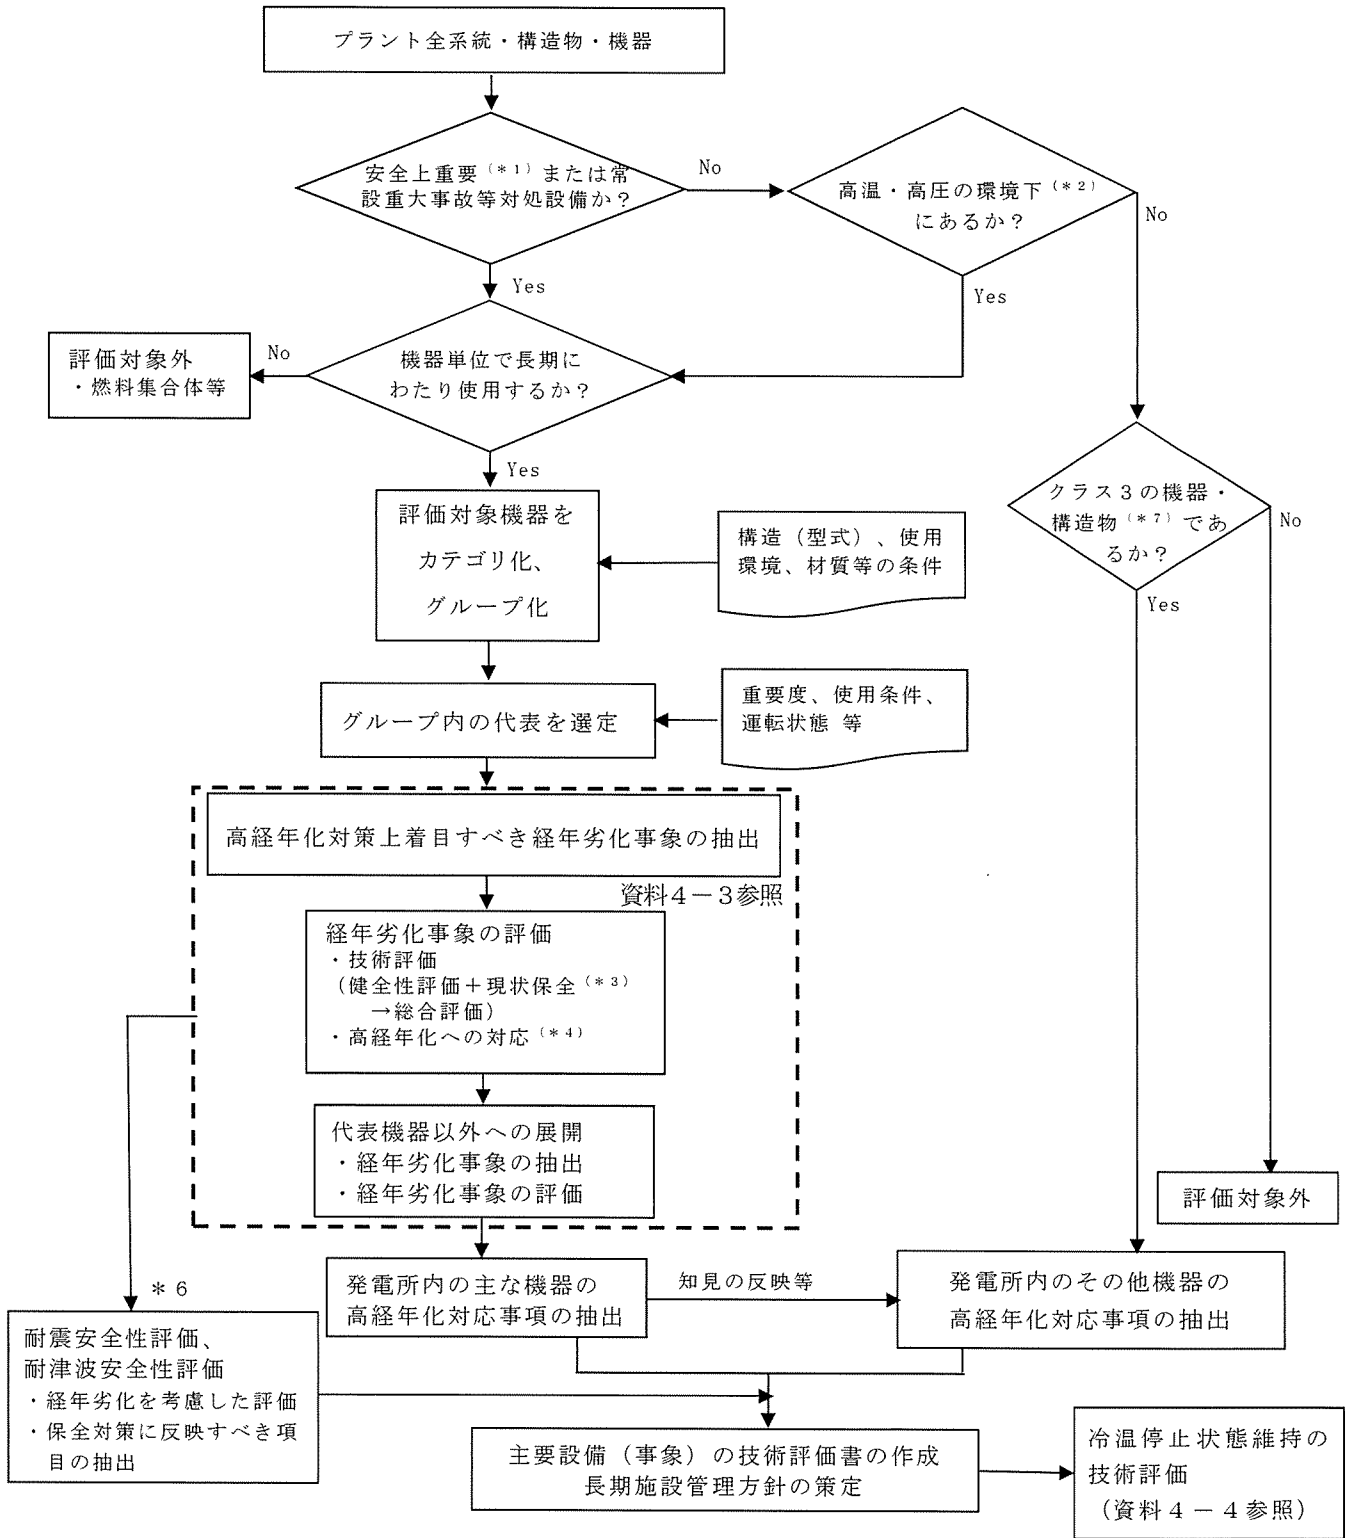 プラント全系統・構造物・機器
安全上重要(*1)または常
設重大事故等対処設備か？
No
高温・高圧の環境下(*2)
にあるか？
No
Yes
Yes
評価対象外
・燃料集合体等
No
機器単位で長期に
わたり使用するか？
Yes
クラス３の機器・
構造物(*7)であ
るか？
No
Yes
評価対象機器を
カテゴリ化、
グループ化
構造（型式）、使用
環境、材質等の条件
グループ内の代表を選定
重要度、使用条件、
運転状態 等
高経年化対策上着目すべき経年劣化事象の抽出
資料４－３参照
経年劣化事象の評価
・技術評価
（健全性評価＋現状保全(*3)
→総合評価）
・高経年化への対応(*4)
代表機器以外への展開
・経年劣化事象の抽出
・経年劣化事象の評価
評価対象外
発電所内の主な機器の
高経年化対応事項の抽出
知見の反映等
発電所内のその他機器の
高経年化対応事項の抽出
＊６
耐震安全性評価、
耐津波安全性評価
・経年劣化を考慮した評価
・保全対策に反映すべき項
目の抽出
主要設備（事象）の技術評価書の作成
長期施設管理方針の策定
冷温停止状態維持の
技術評価
（資料４－４参照）